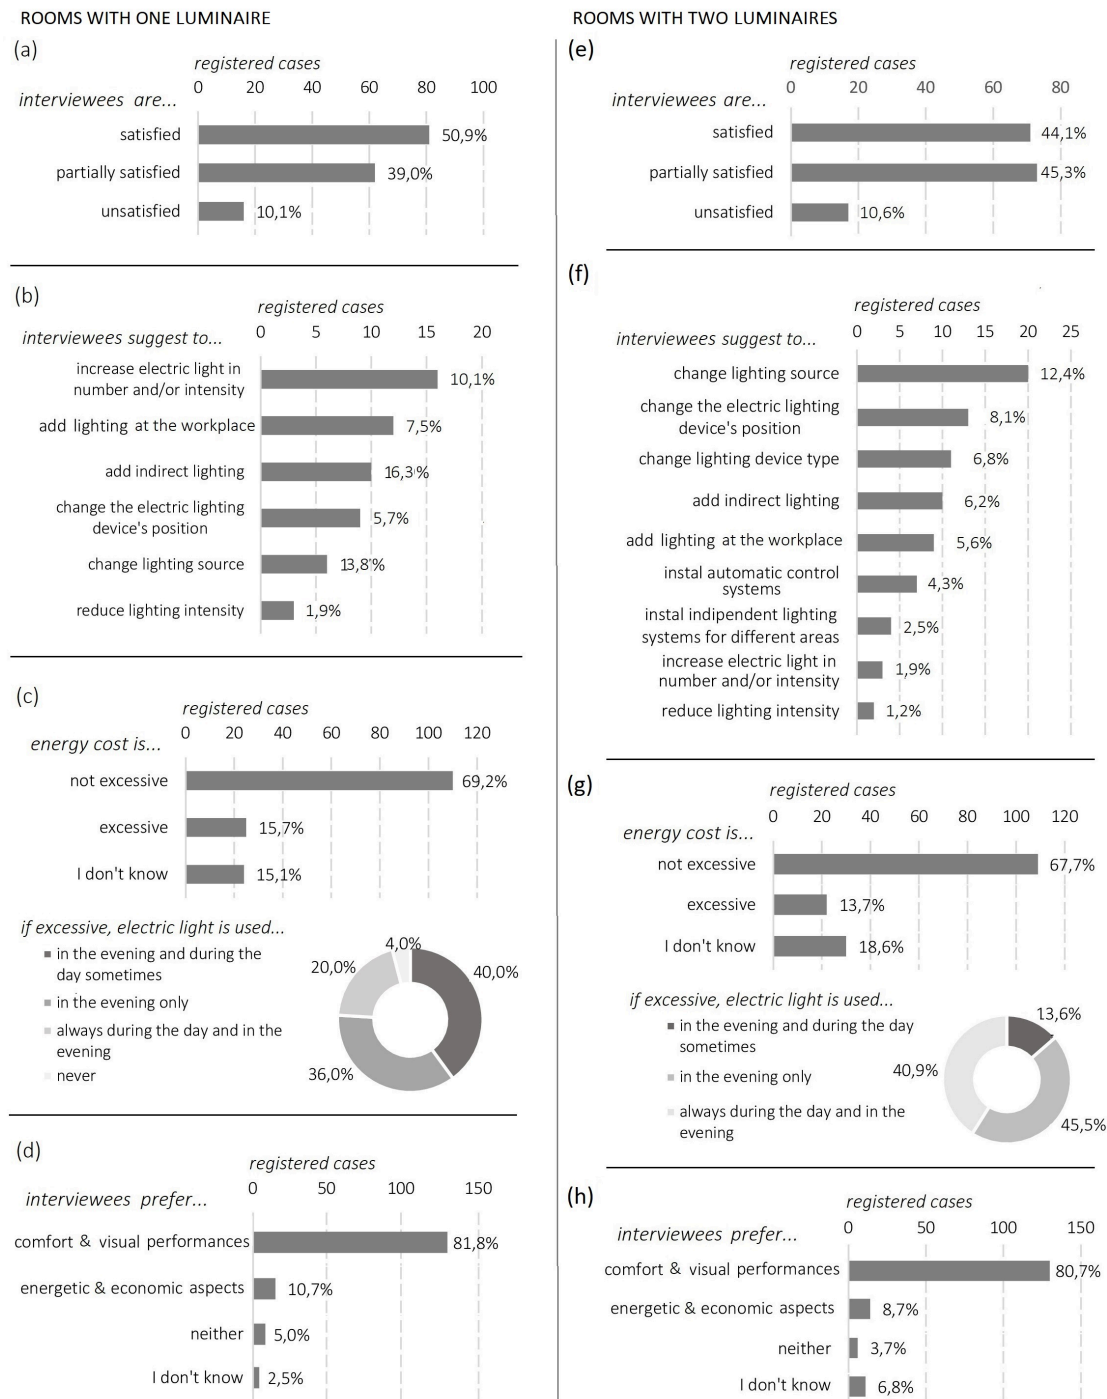 ROOMS WITH ONE LUMINAIRE
(a)
registered cases
0 20 40 60 80 100
interviewees are...
satisfied 50,9%
partially satisfied 39,0%
unsatisfied 10,1%
(b)
registered cases
0 5 10 15 20
interviewees suggest to...
increase electric light in
number and/or intensity 10,1%
add lighting at the workplace 7,5%
add indirect lighting 16,3%
change the electric lighting
device's position 5,7%
change lighting source 13,8%
reduce lighting intensity 1,9%
(c)
registered cases
0 20 40 60 80 100 120
energy cost is...
not excessive 69,2%
excessive 15,7%
I don't know 15,1%
if excessive, electric light is used...
in the evening and during the
day sometimes
in the evening only
always during the day and in the
evening
never
4,0%
20,0%
40,0%
36,0%
(d)
registered cases
0 50 100 150
interviewees prefer...
comfort & visual performances 81,8%
energetic & economic aspects 10,7%
neither 5,0%
I don't know 2,5%
ROOMS WITH TWO LUMINAIRES
(e)
registered cases
0 20 40 60 80
interviewees are...
satisfied 44,1%
partially satisfied 45,3%
unsatisfied 10,6%
(f)
registered cases
0 5 10 15 20 25
interviewees suggest to...
change lighting source 12,4%
change the electric lighting
device's position 8,1%
change lighting device type 6,8%
add indirect lighting 6,2%
add lighting at the workplace 5,6%
instal automatic control
systems 4,3%
instal indipendent lighting
systems for different areas 2,5%
increase electric light in
number and/or intensity 1,9%
reduce lighting intensity 1,2%
(g)
registered cases
0 20 40 60 80 100 120
energy cost is...
not excessive 67,7%
excessive 13,7%
I don't know 18,6%
if excessive, electric light is used...
in the evening and during the day
sometimes
in the evening only
always during the day and in the
evening
13,6%
40,9%
45,5%
(h)
registered cases
0 50 100 150
interviewees prefer...
comfort & visual performances 80,7%
energetic & economic aspects 8,7%
neither 3,7%
I don't know 6,8%